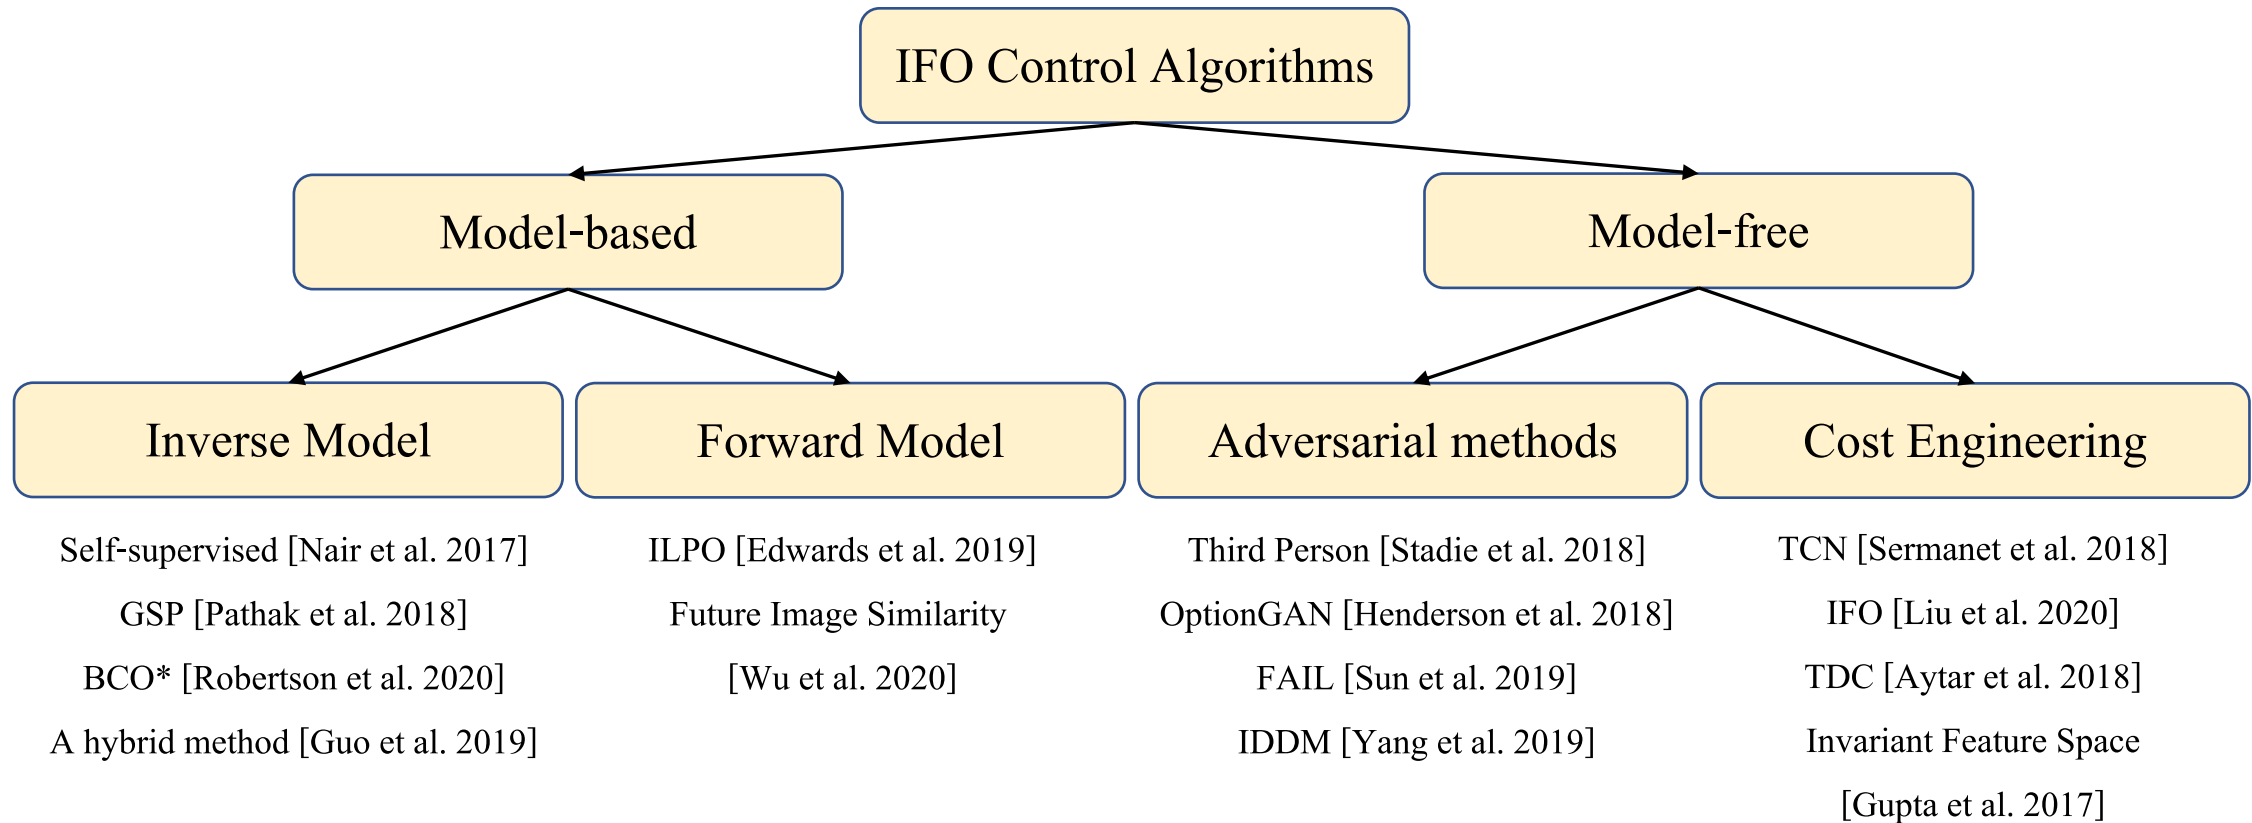 IFO Control Algorithms
Model-based
Model-free
Inverse Model
Forward Model
Adversarial methods
Cost Engineering
Self-supervised [Nair et al. 2017]
GSP [Pathak et al. 2018]
BCO* [Robertson et al. 2020]
A hybrid method [Guo et al. 2019]
ILPO [Edwards et al. 2019]
Future Image Similarity
[Wu et al. 2020]
Third Person [Stadie et al. 2018]
OptionGAN [Henderson et al. 2018]
FAIL [Sun et al. 2019]
IDDM [Yang et al. 2019]
TCN [Sermanet et al. 2018]
IFO [Liu et al. 2020]
TDC [Aytar et al. 2018]
Invariant Feature Space
[Gupta et al. 2017]